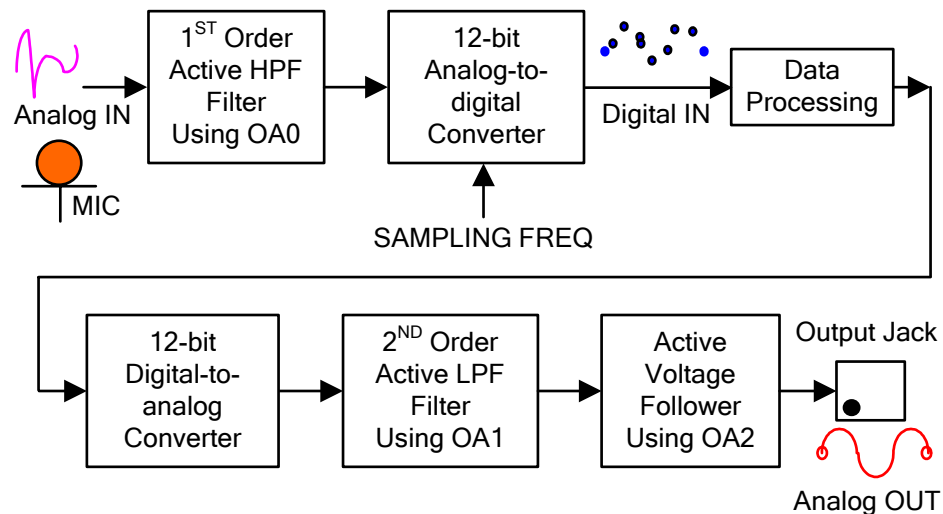 1ST Order
Active HPF
Filter
Using OA0
12-bit
Analog-to-
digital
Converter
Data
Processing
Analog IN
Digital IN
MIC
SAMPLING FREQ
12-bit
Digital-to-
analog
Converter
2ND Order
Active LPF
Filter
Using OA1
Active
Voltage
Follower
Using OA2
Output Jack
Analog OUT